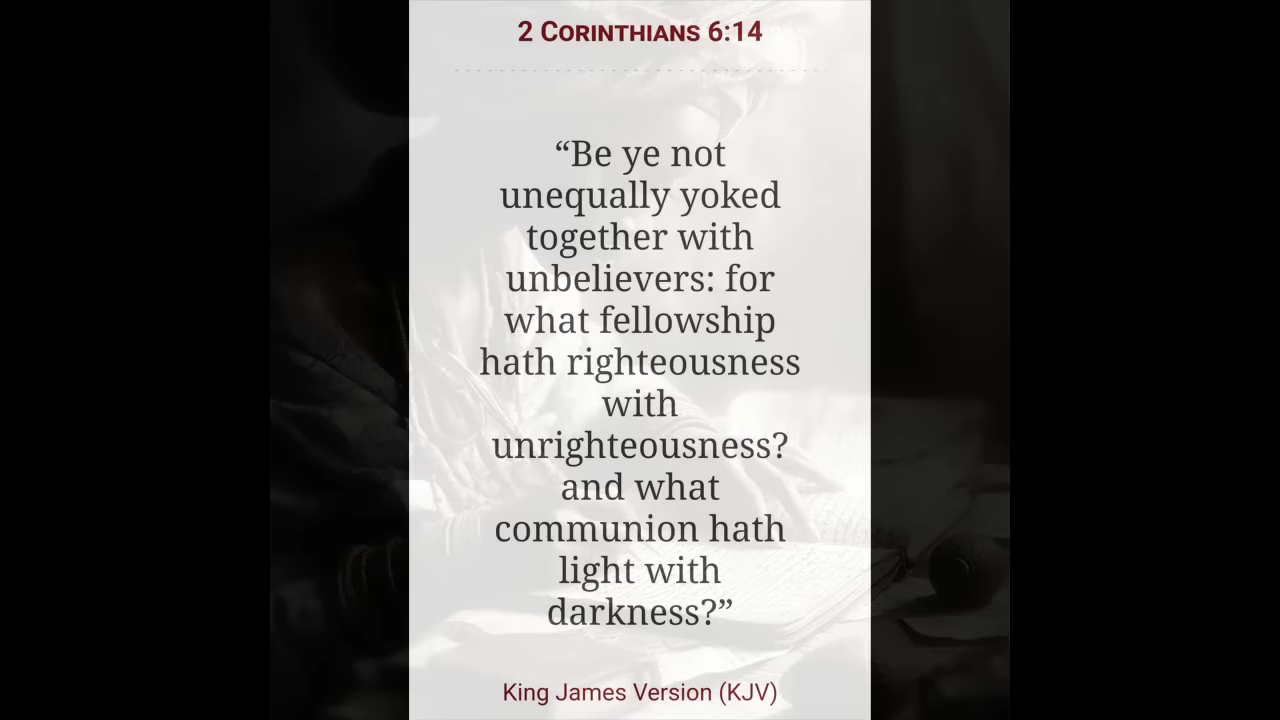 2 Corinthians 6:14
“Be ye not
unequally yoked
together with
unbelievers: for
what fellowship
hath righteousness
with
unrighteousness?
and what
communion hath
light with
darkness?”
King James Version (KJV)